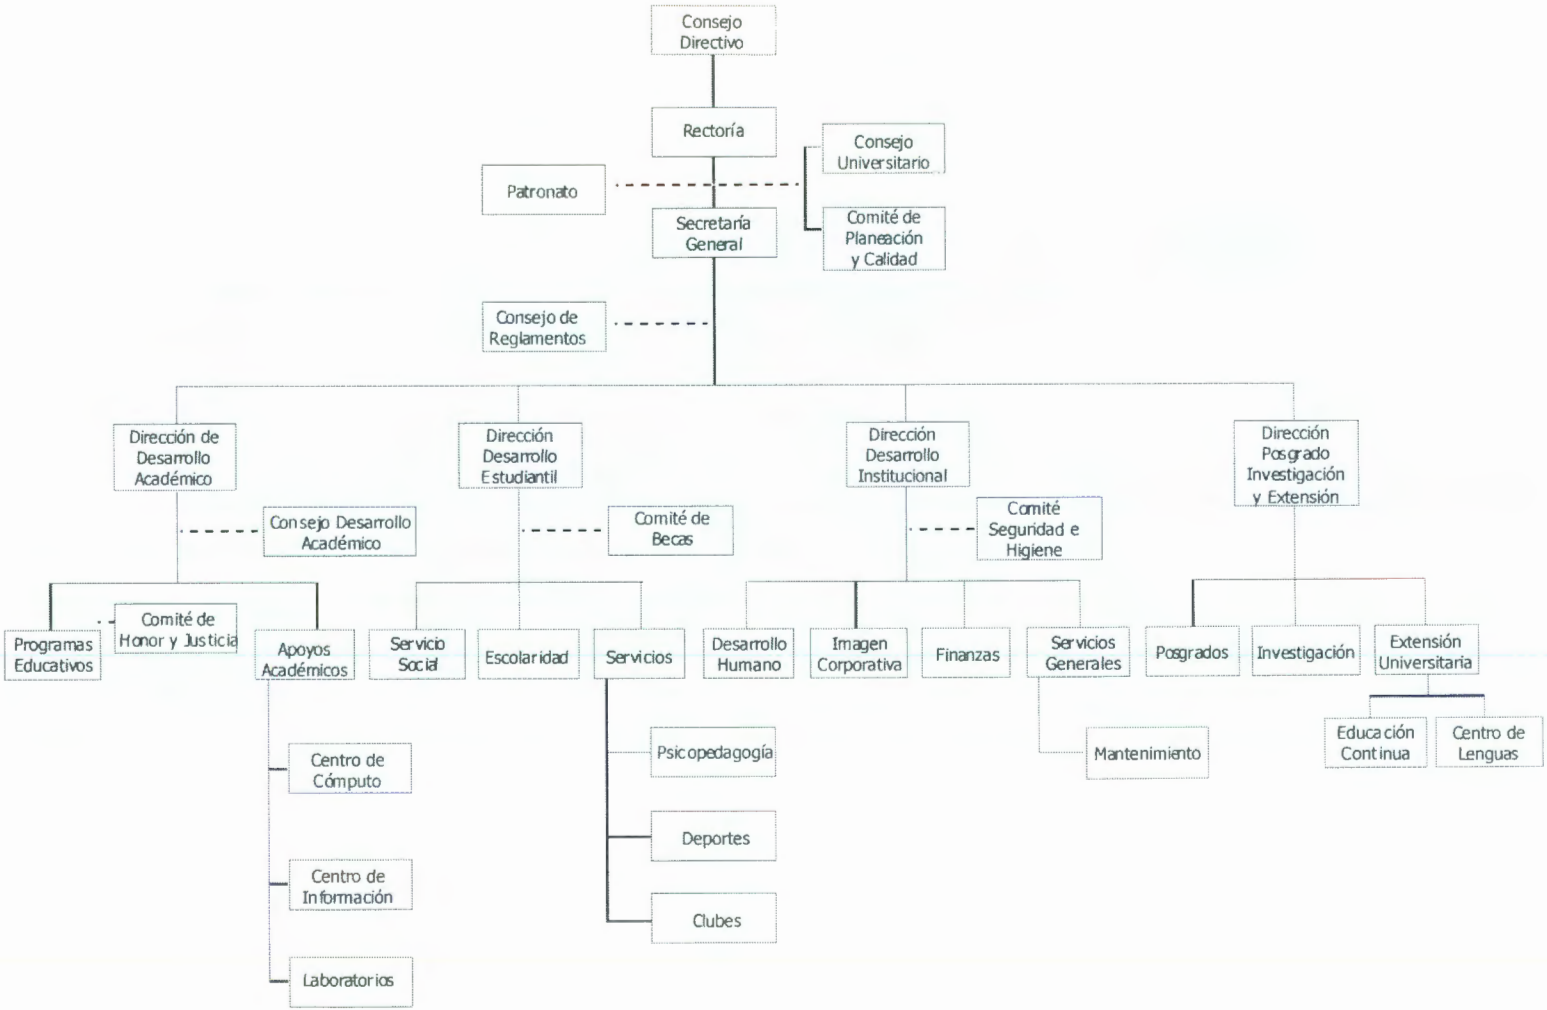 Consejo
Directivo
Rectoría
Consejo
Universitario
Patronato
Secretaría
General
Comité de
Planeación
y Calidad
Consejo de
Reglamentos
Dirección de
Desarrollo
Académico
Dirección
Desarrollo
Estudiantil
Dirección
Desarrollo
Institucional
Dirección
Posgrado
Investigación
y Extensión
Consejo Desarrollo
Académico
Comité de
Becas
Comité
Seguridad e
Higiene
Programas
Educativos
Comité de
Honor y Justicia
Apoyos
Académicos
Servicio
Social
Escolaridad
Servicios
Desarrollo
Humano
Imagen
Corporativa
Finanzas
Servicios
Generales
Posgrados
Investigación
Extensión
Universitaria
Centro de
Cómputo
Centro de
Información
Laboratorios
Psicopedagogía
Deportes
Clubes
Mantenimiento
Educación
Continua
Centro de
Lenguas